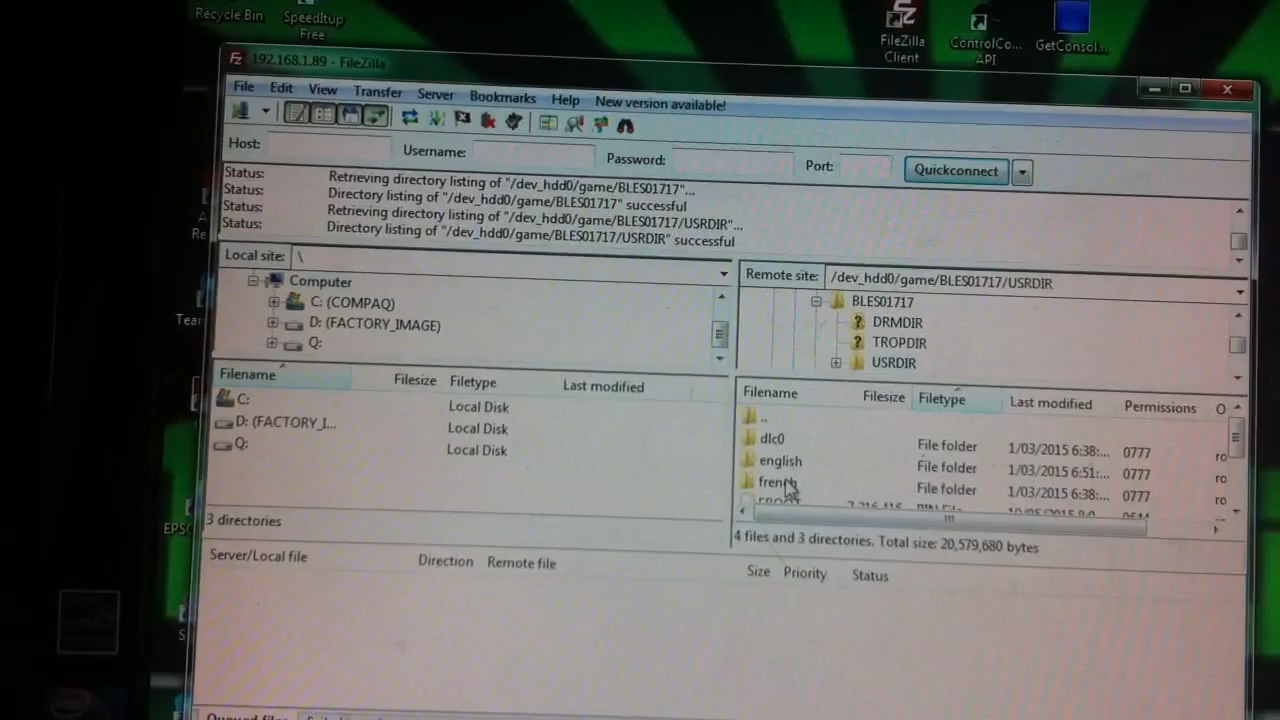 Recycle Bin
SpeedItup
Free
FileZilla
Client
ControlCo...
API
GetConsol...
192.168.1.89 - FileZilla
File Edit View Transfer Server Bookmarks Help New version available!
Host: Username: Password: Port: Quickconnect
Status: Retrieving directory listing of "/dev_hdd0/game/BLES01717"...
Status: Directory listing of "/dev_hdd0/game/BLES01717" successful
Status: Retrieving directory listing of "/dev_hdd0/game/BLES01717/USRDIR"...
Status: Directory listing of "/dev_hdd0/game/BLES01717/USRDIR" successful
Local site: \
Computer
C: (COMPAQ)
D: (FACTORY_IMAGE)
Q:
Remote site: /dev_hdd0/game/BLES01717/USRDIR
BLES01717
DRMDIR
TROPDIR
USRDIR
Filename Filesize Filetype Last modified
C: Local Disk
D: (FACTORY_I... Local Disk
Q: Local Disk
3 directories
Filename Filesize Filetype Last modified Permissions O
..
dlc0 File folder 1/03/2015 6:38:... 0777 ro
english File folder 1/03/2015 6:51:... 0777 ro
french File folder 1/03/2015 6:38:... 0777 ro
4 files and 3 directories. Total size: 20,579,680 bytes
Server/Local file Direction Remote file Size Priority Status
Tear
EPSC